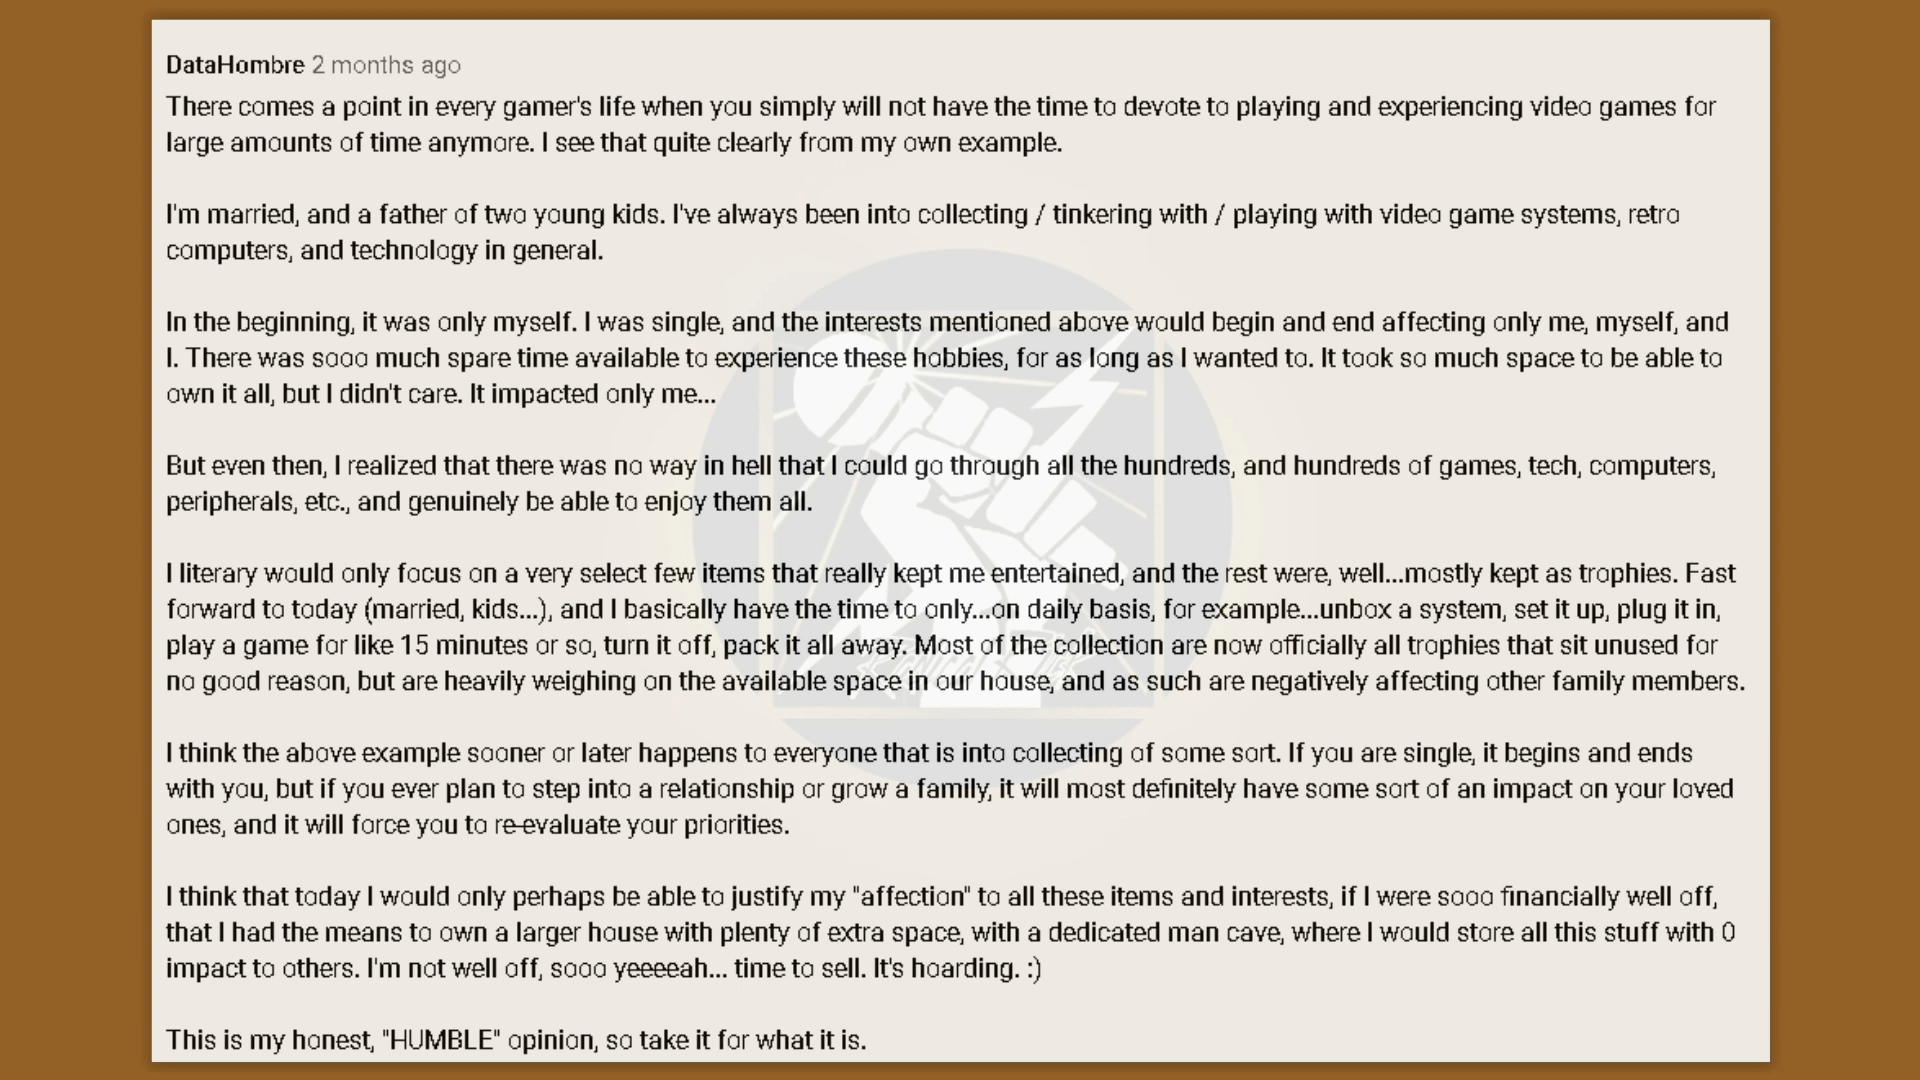 DataHombre 2 months ago
There comes a point in every gamer's life when you simply will not have the time to devote to playing and experiencing video games for
large amounts of time anymore. I see that quite clearly from my own example.
I'm married, and a father of two young kids. I've always been into collecting / tinkering with / playing with video game systems, retro
computers, and technology in general.
In the beginning, it was only myself. I was single, and the interests mentioned above would begin and end affecting only me, myself, and
I. There was sooo much spare time available to experience these hobbies, for as long as I wanted to. It took so much space to be able to
own it all, but I didn't care. It impacted only me...
But even then, I realized that there was no way in hell that I could go through all the hundreds, and hundreds of games, tech, computers,
peripherals, etc., and genuinely be able to enjoy them all.
I literary would only focus on a very select few items that really kept me entertained, and the rest were, well...mostly kept as trophies. Fast
forward to today (married, kids...), and I basically have the time to only...on daily basis, for example...unbox a system, set it up, plug it in,
play a game for like 15 minutes or so, turn it off, pack it all away. Most of the collection are now officially all trophies that sit unused for
no good reason, but are heavily weighing on the available space in our house, and as such are negatively affecting other family members.
I think the above example sooner or later happens to everyone that is into collecting of some sort. If you are single, it begins and ends
with you, but if you ever plan to step into a relationship or grow a family, it will most definitely have some sort of an impact on your loved
ones, and it will force you to re-evaluate your priorities.
I think that today I would only perhaps be able to justify my "affection" to all these items and interests, if I were sooo financially well off,
that I had the means to own a larger house with plenty of extra space, with a dedicated man cave, where I would store all this stuff with 0
impact to others. I'm not well off, sooo yeeeeah... time to sell. It's hoarding. :)
This is my honest, "HUMBLE" opinion, so take it for what it is.